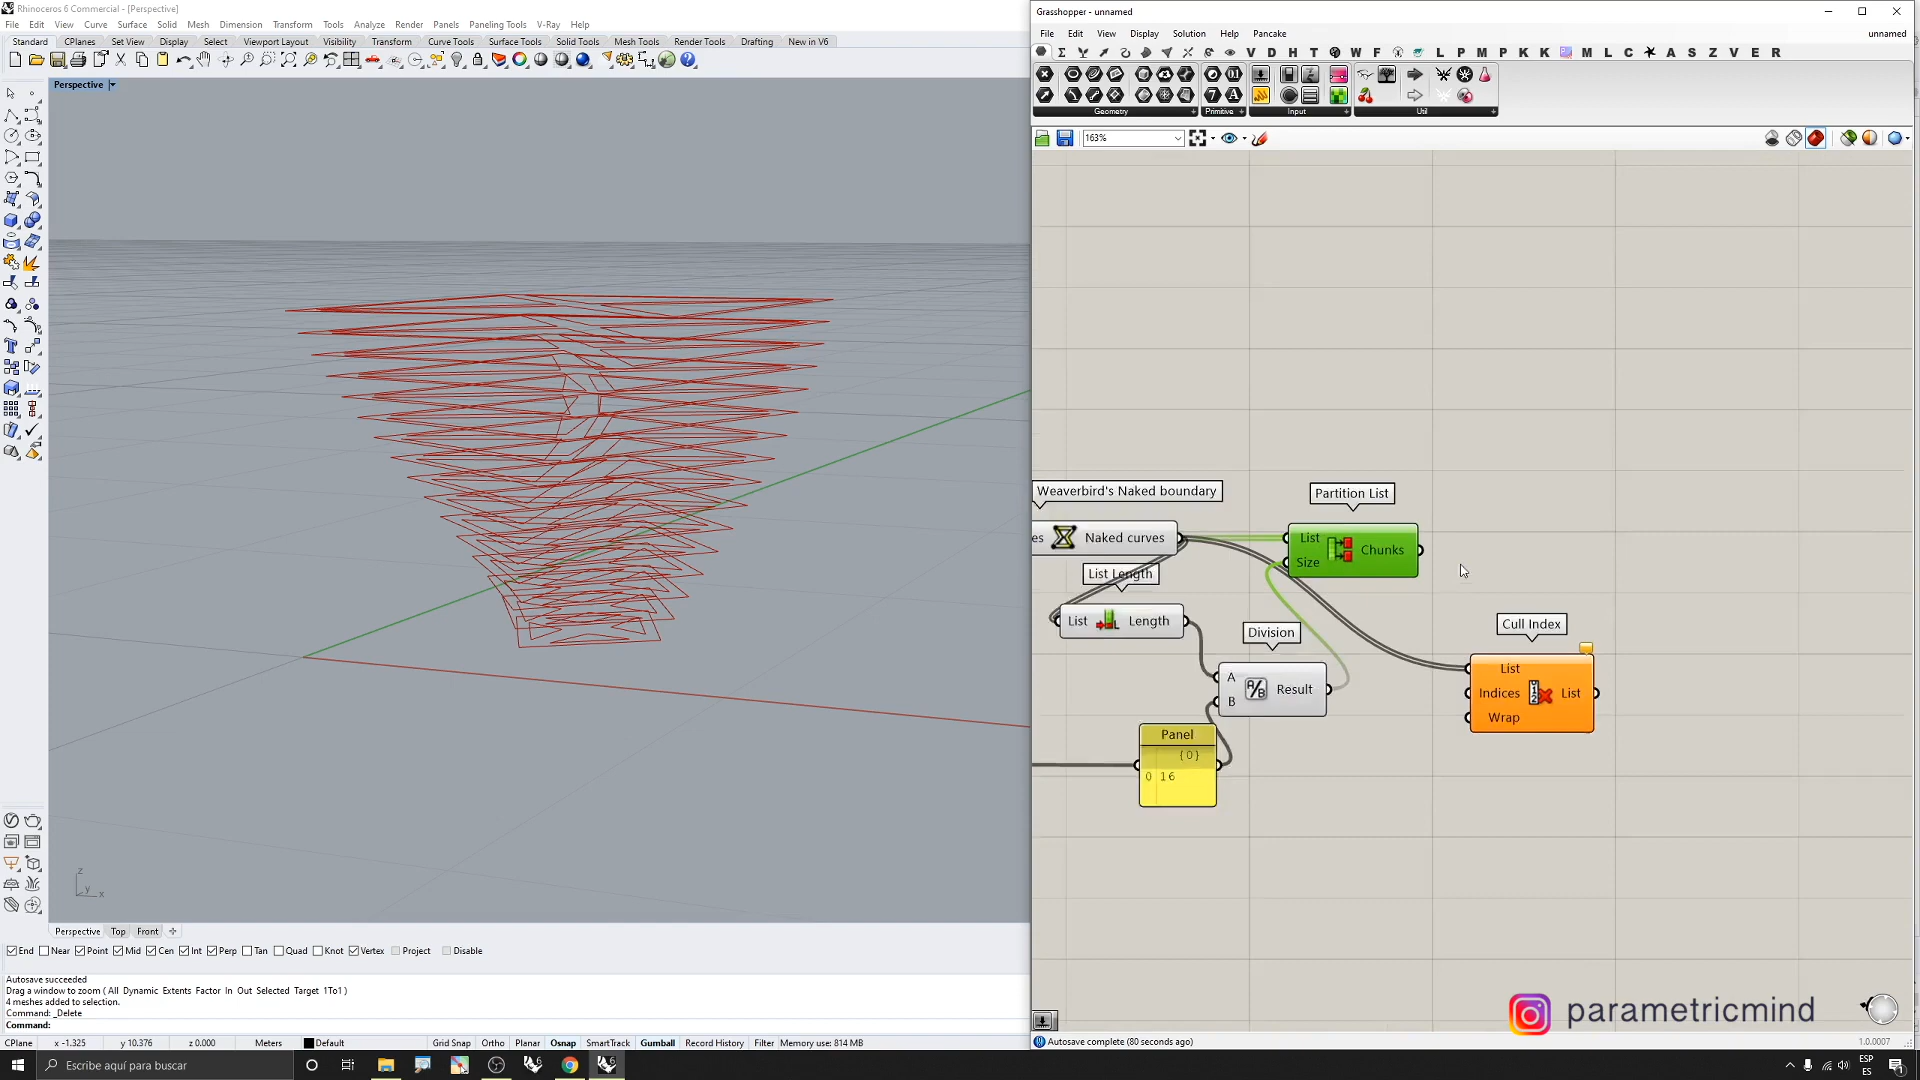 Rhinoceros 6 Commercial - [Perspective]
File Edit View Curve Surface Solid Mesh Dimension Transform Tools Analyze Render Panels Paneling Tools V-Ray Help
Standard CPlanes Set View Display Select Viewport Layout Visibility Transform Curve Tools Surface Tools Solid Tools Mesh Tools Render Tools Drafting New in V6
Perspective
Grasshopper - unnamed
File Edit View Display Solution Help Pancake
unnamed
L P M P K K M L C A S Z V E R
V D H T W F
Geometry Primitive Input Util
163%
Weaverbird's Naked boundary
Partition List
es Naked curves
List Chunks
Size
List Length
List Length
Division
A Result
B
Cull Index
List
Indices List
Wrap
Panel
{0}
0 16
z
y x
Perspective Top Front
End Near Point Mid Cen Int Perp Tan Quad Knot Vertex Project Disable
Autosave succeeded
Drag a window to zoom ( All Dynamic Extents Factor In Out Selected Target 1To1 )
4 meshes added to selection.
Command: _Delete
Command:
CPlane x -1.325 y 10.376 z 0.000 Meters Default Grid Snap Ortho Planar Osnap SmartTrack Gumball Record History Filter Memory use: 814 MB
parametricmind
Autosave complete (80 seconds ago)
1.0.0007
Escribe aquí para buscar
ESP
ES